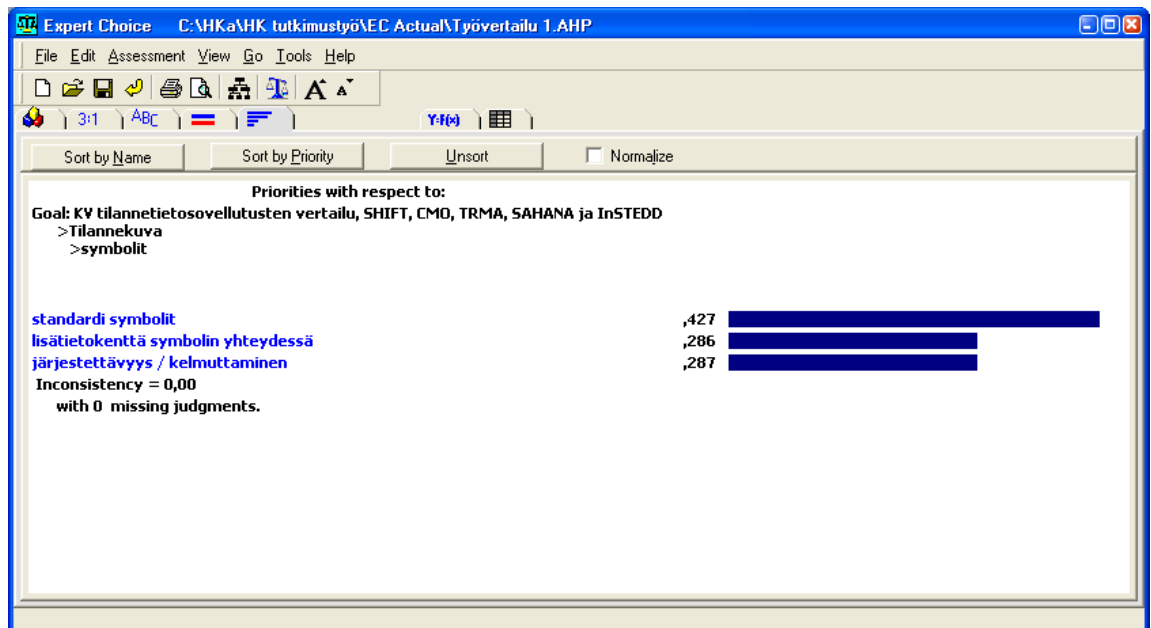 Expert Choice C:\HKa\HK tutkimustyö\EC Actual\Työvertailu 1.AHP
File Edit Assessment View Go Tools Help
A A
3:1 ABC Y=F(x)
Sort by Name Sort by Priority Unsort Normalize
Priorities with respect to:
Goal: KV tilannetietosovellutusten vertailu, SHIFT, CMO, TRMA, SAHANA ja InSTEDD
>Tilannekuva
>symbolit
standardi symbolit ,427
lisätietokenttä symbolin yhteydessä ,286
järjestettävyys / kelmuttaminen ,287
Inconsistency = 0,00
with 0 missing judgments.